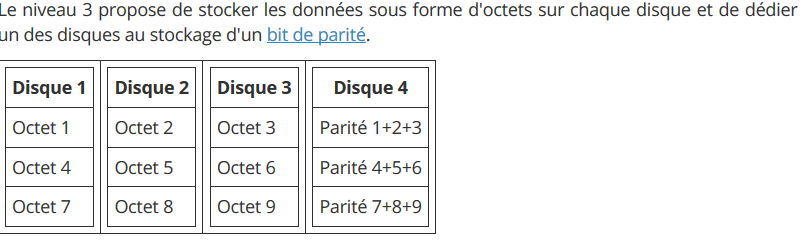 Le niveau 3 propose de stocker les données sous forme d'octets sur chaque disque et de dédier
un des disques au stockage d'un bit de parité.
Disque 1 Disque 2 Disque 3 Disque 4
Octet 1 Octet 2 Octet 3 Parité 1+2+3
Octet 4 Octet 5 Octet 6 Parité 4+5+6
Octet 7 Octet 8 Octet 9 Parité 7+8+9